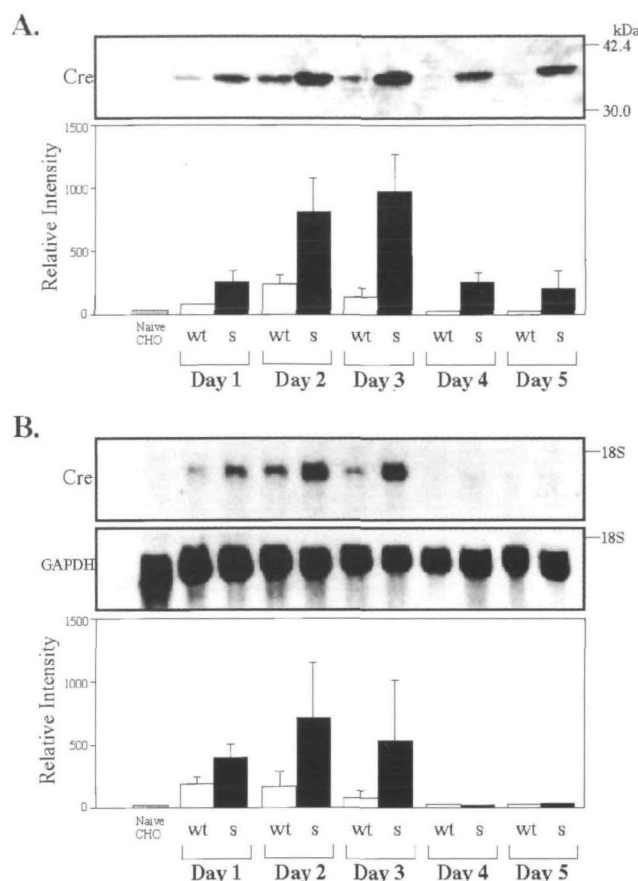 A.
kDa
42.4
Cre
30.0
1500
1000
500
0
Relative Intensity
Naive CHO
wt s wt s wt s wt s wt s
Day 1 Day 2 Day 3 Day 4 Day 5
B.
18S
Cre
18S
GAPDH
1500
1000
500
0
Relative Intensity
Naive CHO
wt s wt s wt s wt s wt s
Day 1 Day 2 Day 3 Day 4 Day 5